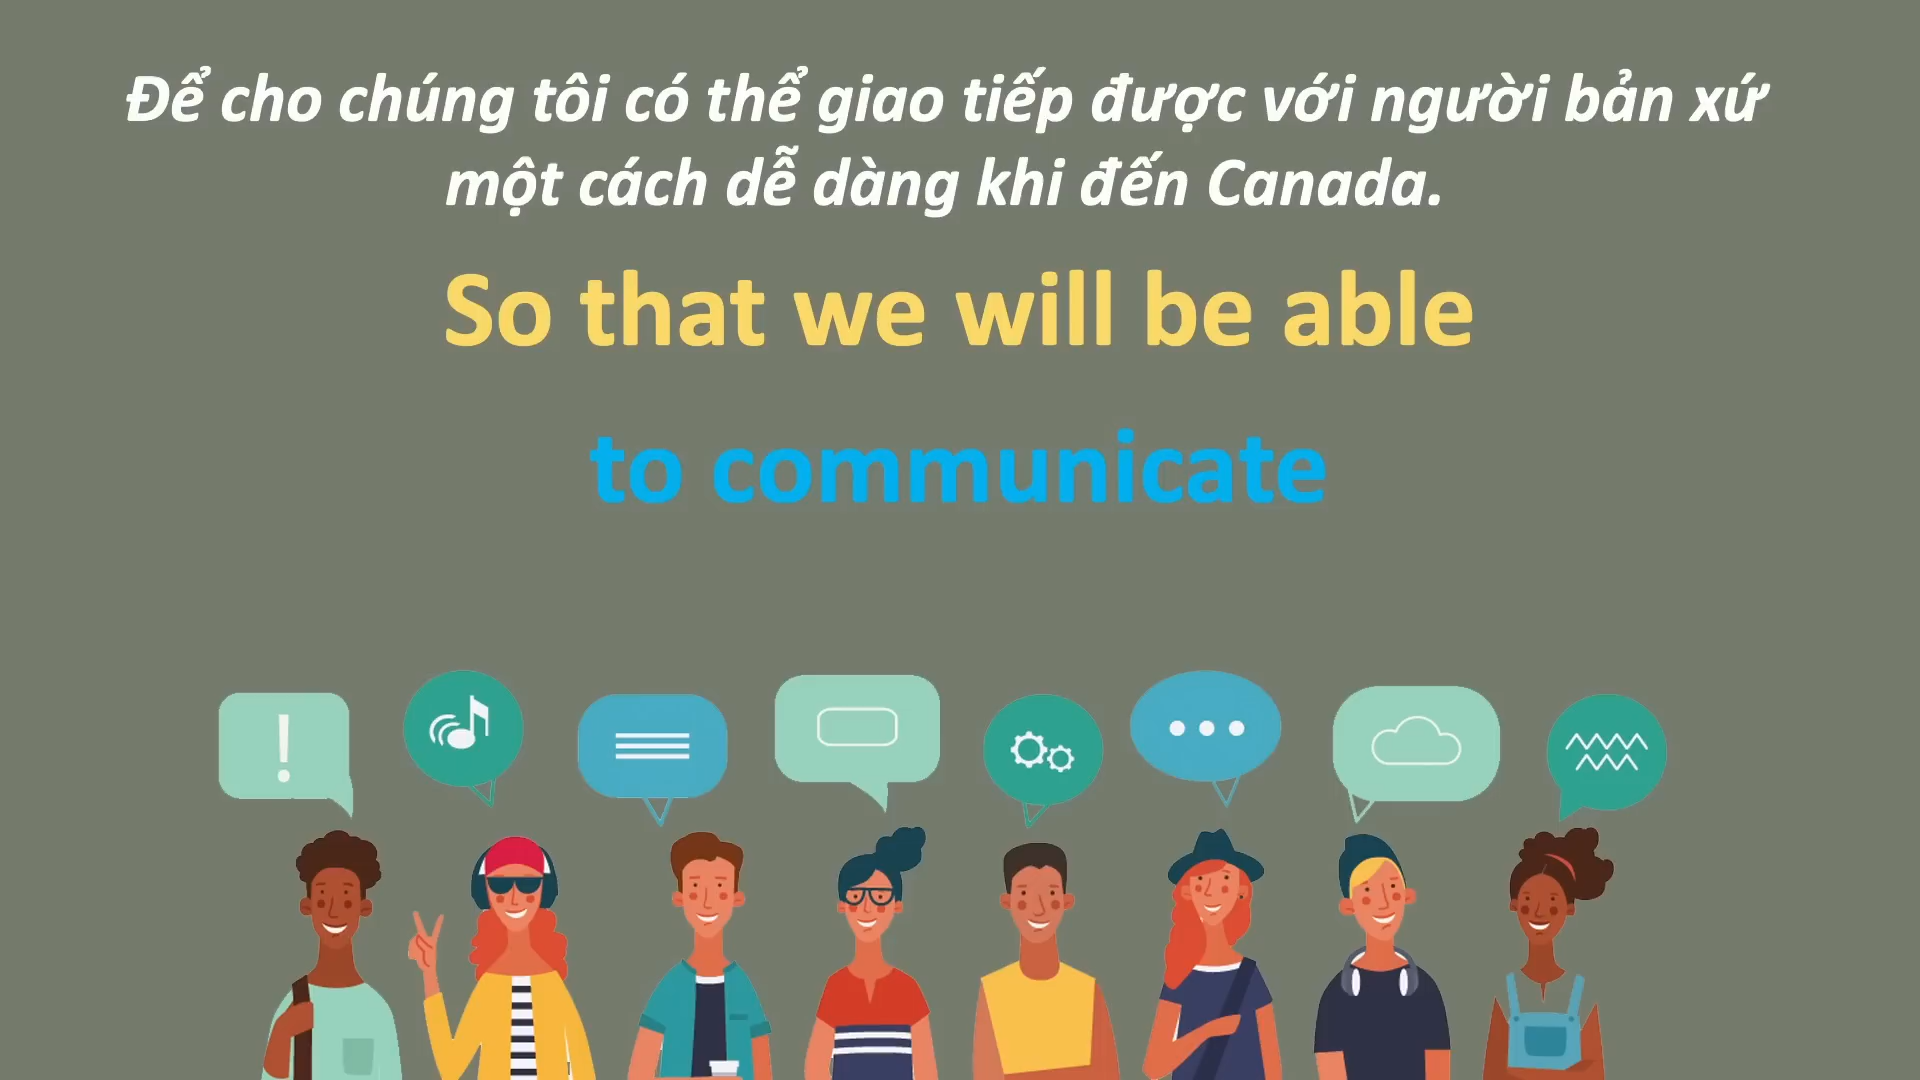 Để cho chúng tôi có thể giao tiếp được với người bản xứ
một cách dễ dàng khi đến Canada.
So that we will be able
to communicate